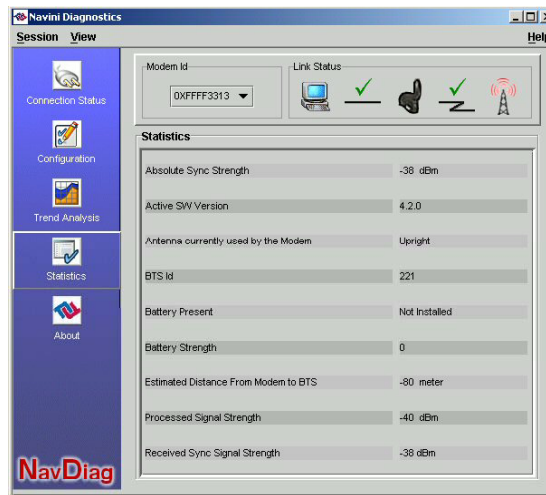 Navini Diagnostics
Session View Help
Modem Id
0XFFFF3313
Link Status
Connection Status
Configuration
Trend Analysis
Statistics
About
NavDiag
Statistics
Absolute Sync Strength -38 dBm
Active SW Version 4.2.0
Antenna currently used by the Modem Upright
BTS Id 221
Battery Present Not Installed
Battery Strength 0
Estimated Distance From Modem to BTS -80 meter
Processed Signal Strength -40 dBm
Received Sync Signal Strength -38 dBm